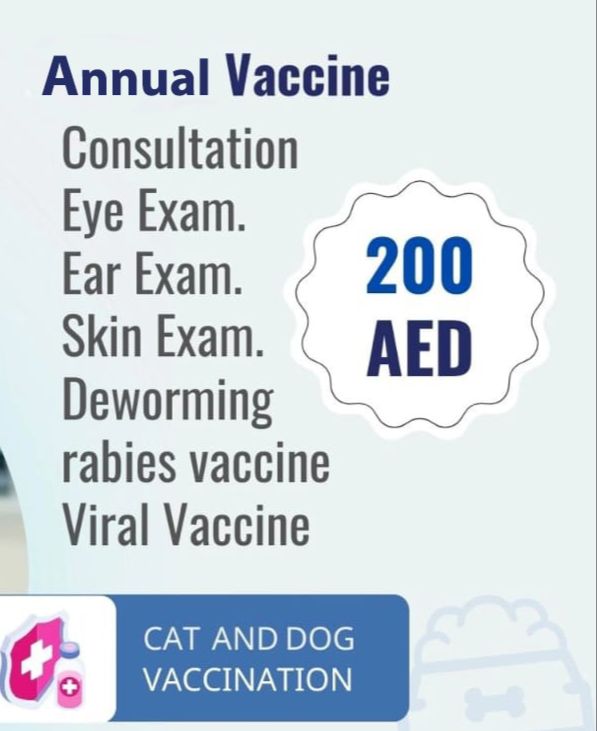 Annual Vaccine
Consultation
Eye Exam.
Ear Exam.
Skin Exam.
Deworming
rabies vaccine
Viral Vaccine
200
AED
CAT AND DOG
VACCINATION